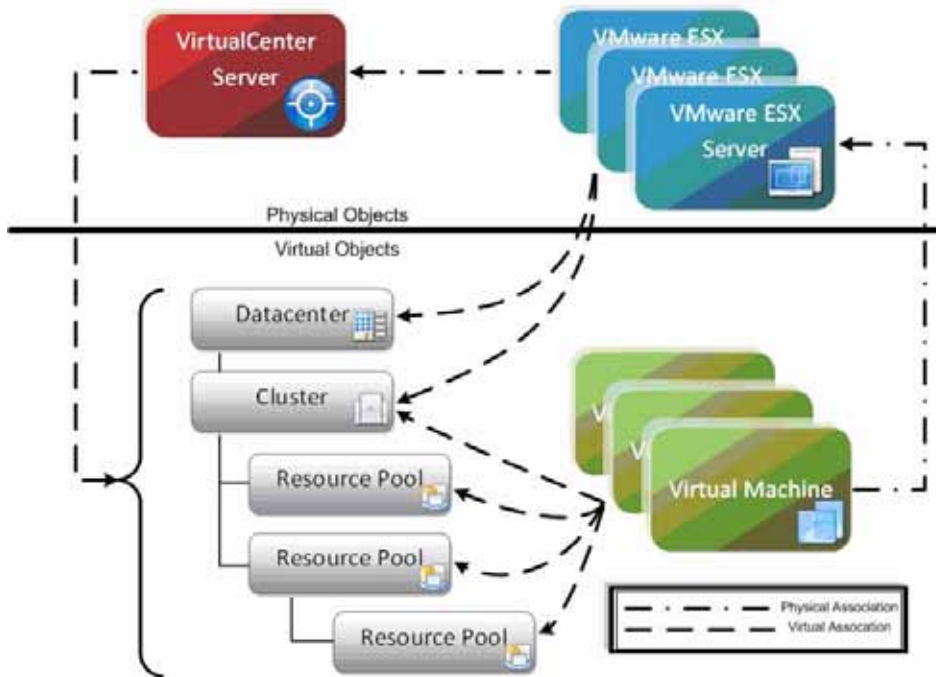 VirtualCenter
Server
VMware ESX
VMware ESX
VMware ESX
Server
Physical Objects
Virtual Objects
Datacenter
Cluster
Resource Pool
Resource Pool
Resource Pool
V
V
Virtual Machine
Physical Association
Virtual Assocation